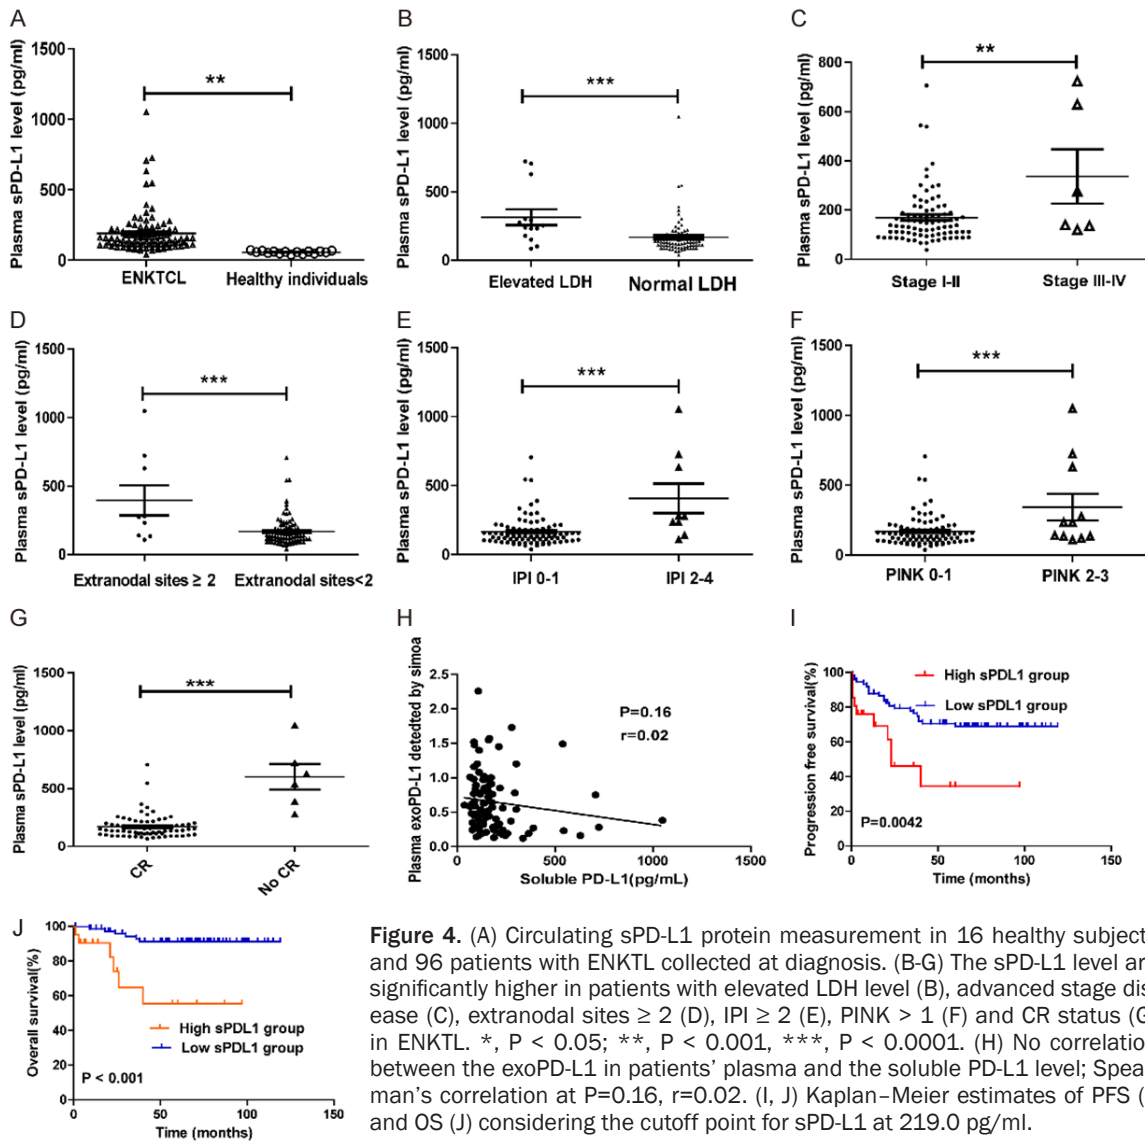 A
Plasma sPD-L1 level (pg/ml)
1500
1000
500
0
**
ENKTCL
Healthy individuals
B
Plasma sPD-L1 level (pg/ml)
1500
1000
500
0
***
Elevated LDH
Normal LDH
C
Plasma sPD-L1 level (pg/ml)
800
600
400
200
0
**
Stage I-II
Stage III-IV
D
Plasma sPD-L1 level (pg/ml)
1500
1000
500
0
***
Extranodal sites ≥ 2
Extranodal sites<2
E
Plasma sPD-L1 level (pg/ml)
1500
1000
500
0
***
IPI 0-1
IPI 2-4
F
Plasma sPD-L1 level (pg/ml)
1500
1000
500
0
***
PINK 0-1
PINK 2-3
G
Plasma sPD-L1 level (pg/ml)
1500
1000
500
0
***
CR
No CR
H
Plasma exoPD-L1 detedted by simoa
2.5
2.0
1.5
1.0
0.5
0.0
P=0.16
r=0.02
0 500 1000 1500
Soluble PD-L1(pg/mL)
I
Progression free survival(%)
100
80
60
40
20
0
High sPDL1 group
Low sPDL1 group
P=0.0042
0 50 100 150
Time (months)
J
Overall survival(%)
100
80
60
40
20
0
High sPDL1 group
Low sPDL1 group
P < 0.001
0 50 100 150
Time (months)
Figure 4. (A) Circulating sPD-L1 protein measurement in 16 healthy subject
and 96 patients with ENKTL collected at diagnosis. (B-G) The sPD-L1 level ar
significantly higher in patients with elevated LDH level (B), advanced stage dis
ease (C), extranodal sites ≥ 2 (D), IPI ≥ 2 (E), PINK > 1 (F) and CR status (G
in ENKTL. *, P < 0.05; **, P < 0.001, ***, P < 0.0001. (H) No correlatio
between the exoPD-L1 in patients' plasma and the soluble PD-L1 level; Spea
man's correlation at P=0.16, r=0.02. (I, J) Kaplan–Meier estimates of PFS (
and OS (J) considering the cutoff point for sPD-L1 at 219.0 pg/ml.